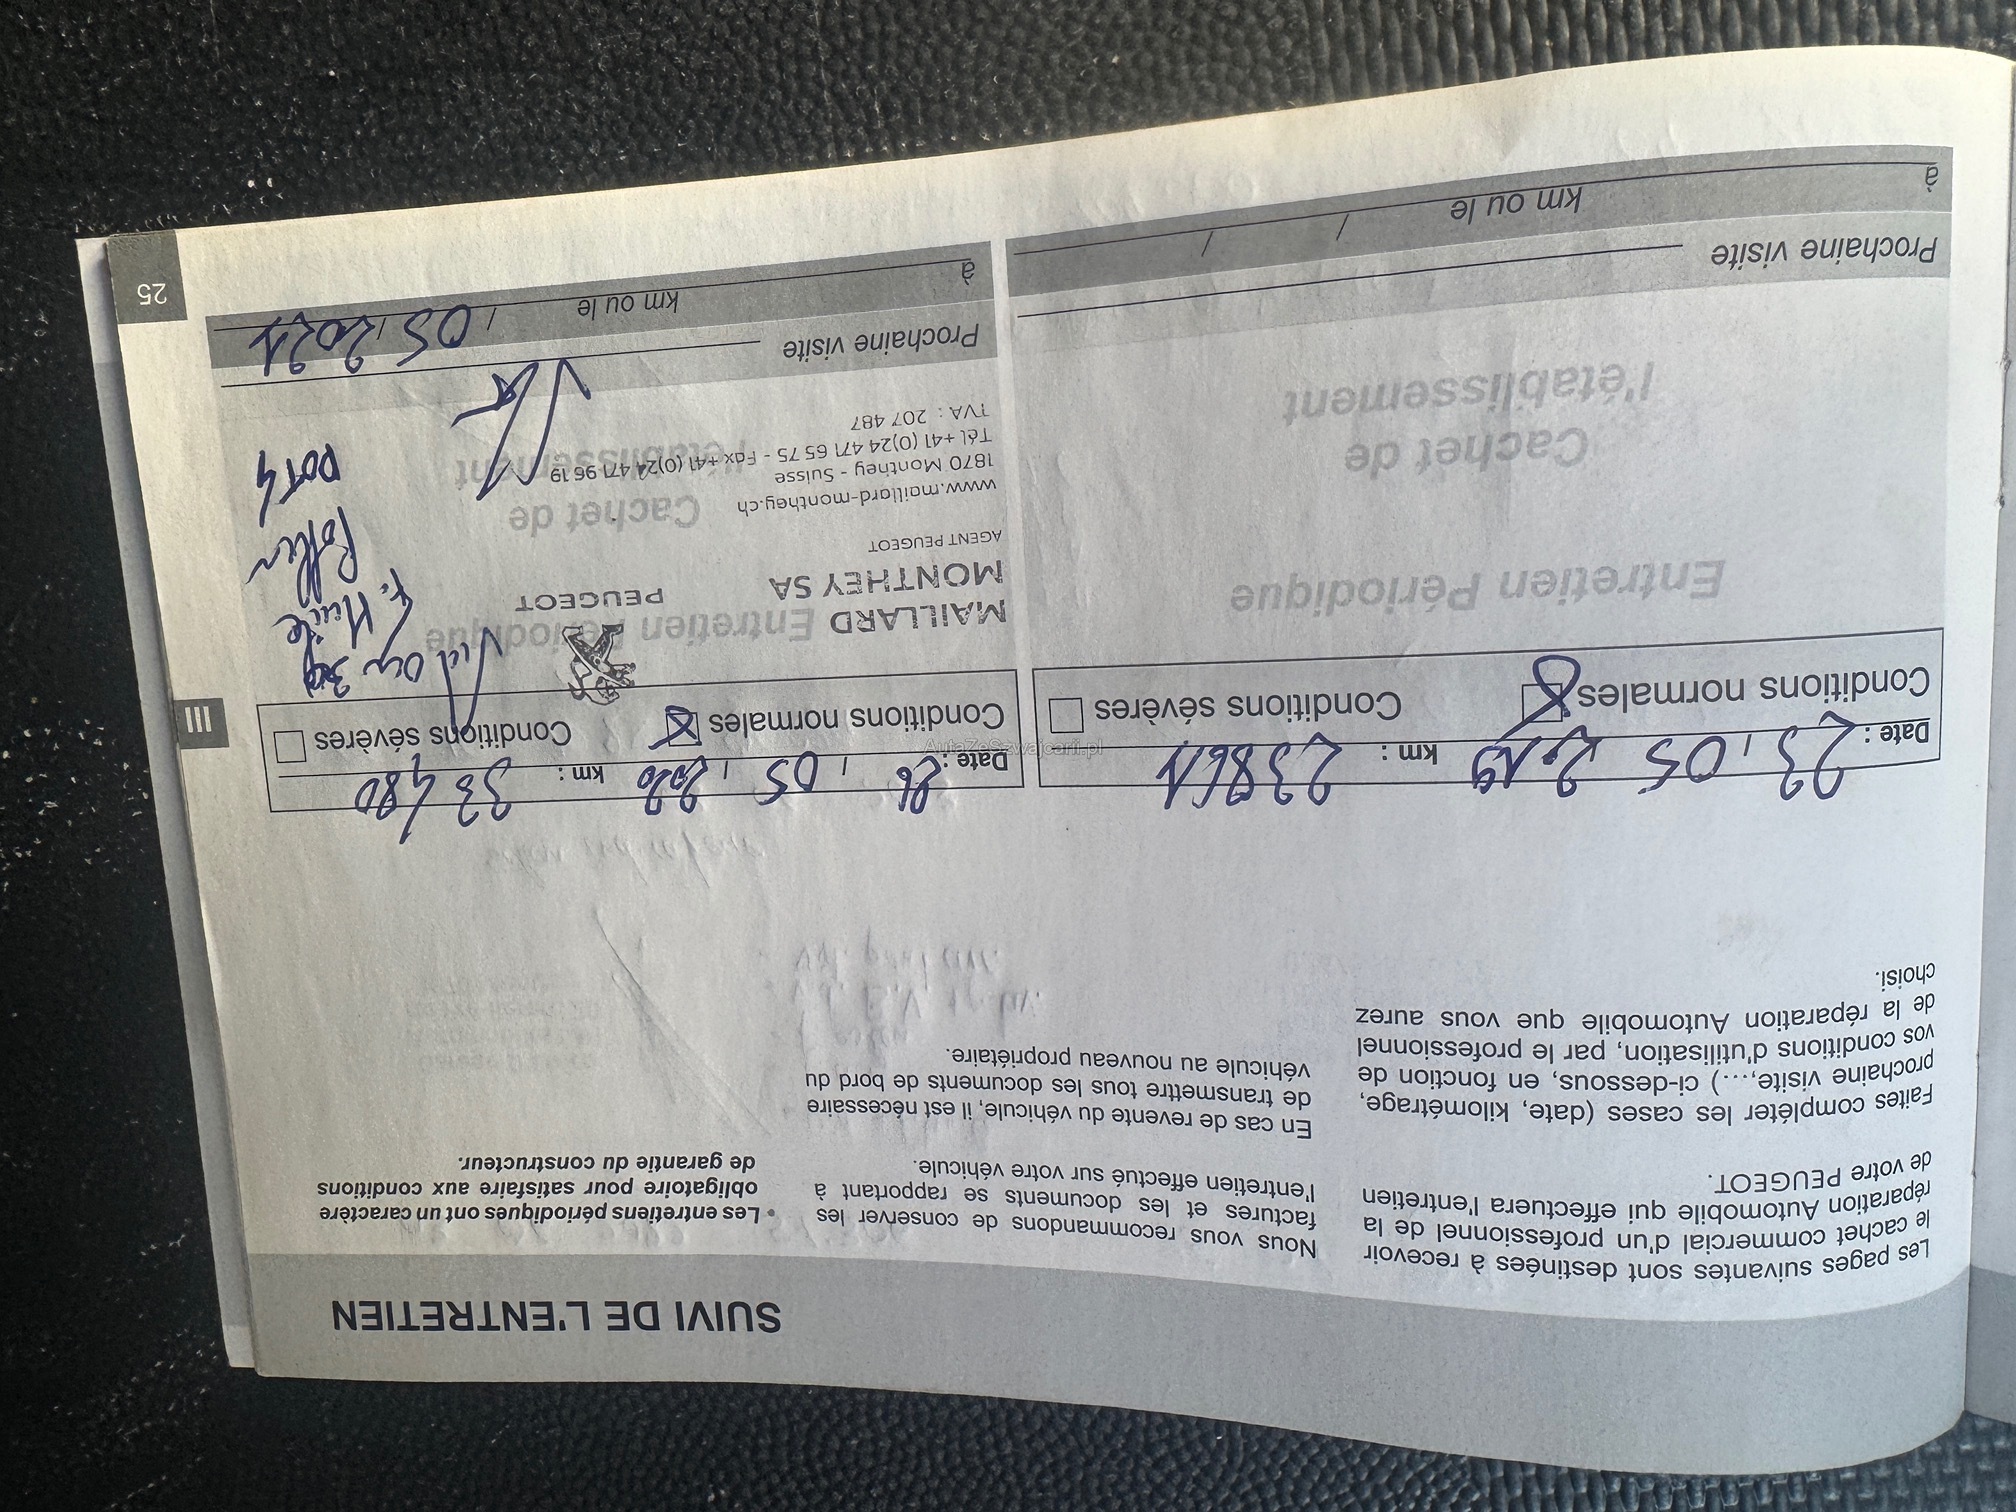 SUIVI DE L'ENTRETIEN
Les pages suivantes sont destinées à recevoir
le cachet commercial d'un professionnel de la
réparation Automobile qui effectuera l'entretien
de votre PEUGEOT.
Faites compléter les cases (date, kilométrage,
prochaine visite,...) ci-dessous, en fonction de
vos conditions d'utilisation, par le professionnel
de la réparation Automobile que vous aurez
choisi.
Nous vous recommandons de conserver les
factures et les documents se rapportant à
l'entretien effectué sur votre véhicule.
En cas de revente du véhicule, il est nécessaire
de transmettre tous les documents de bord du
véhicule au nouveau propriétaire.
• Les entretiens périodiques ont un caractère
obligatoire pour satisfaire aux conditions
de garantie du constructeur.
Date : 23 / 05 2019 km : 23861
Conditions normales Conditions sévères
Entretien Périodique
Cachet de
l'établissement
Prochaine visite
à km ou le / /
Date : 26 / 05 / 2020 km : 33480
Conditions normales Conditions sévères
III
Entretien Périodique
Cachet de
l'établissement
MAILLARD
MONTHEY SA
AGENT PEUGEOT
PEUGEOT
www.maillard-monthey.ch
1870 Monthey - Suisse
Tél +41 (0)24 471 65 75 - Fax +41 (0)24 471 96 19
TVA : 207 487
F. Huile
Pollen
DOT4
Prochaine visite
à km ou le / 05 / 2021
25
AutaZeSzwajcarii.pl